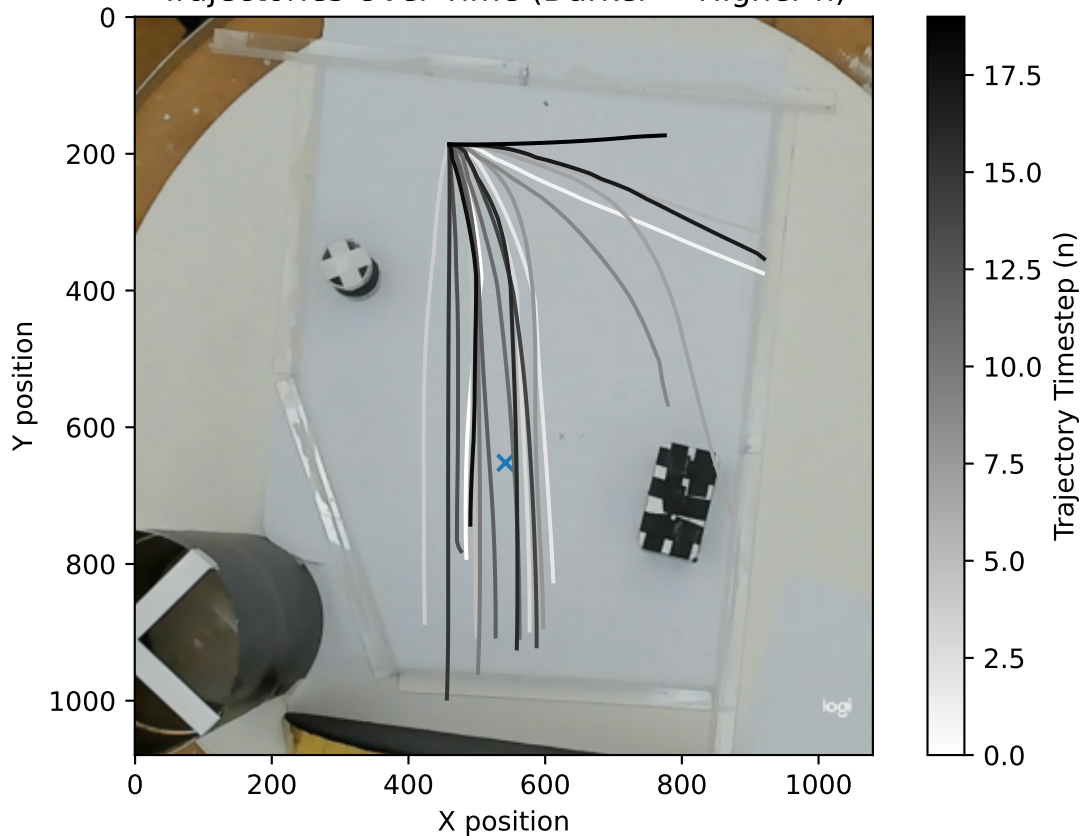 Trajectories Over Time (Darker = Higher n)
0
200
400
600
800
1000
Y position
0 200 400 600 800 1000
X position
logi
17.5
15.0
12.5
10.0
7.5
5.0
2.5
0.0
Trajectory Timestep (n)